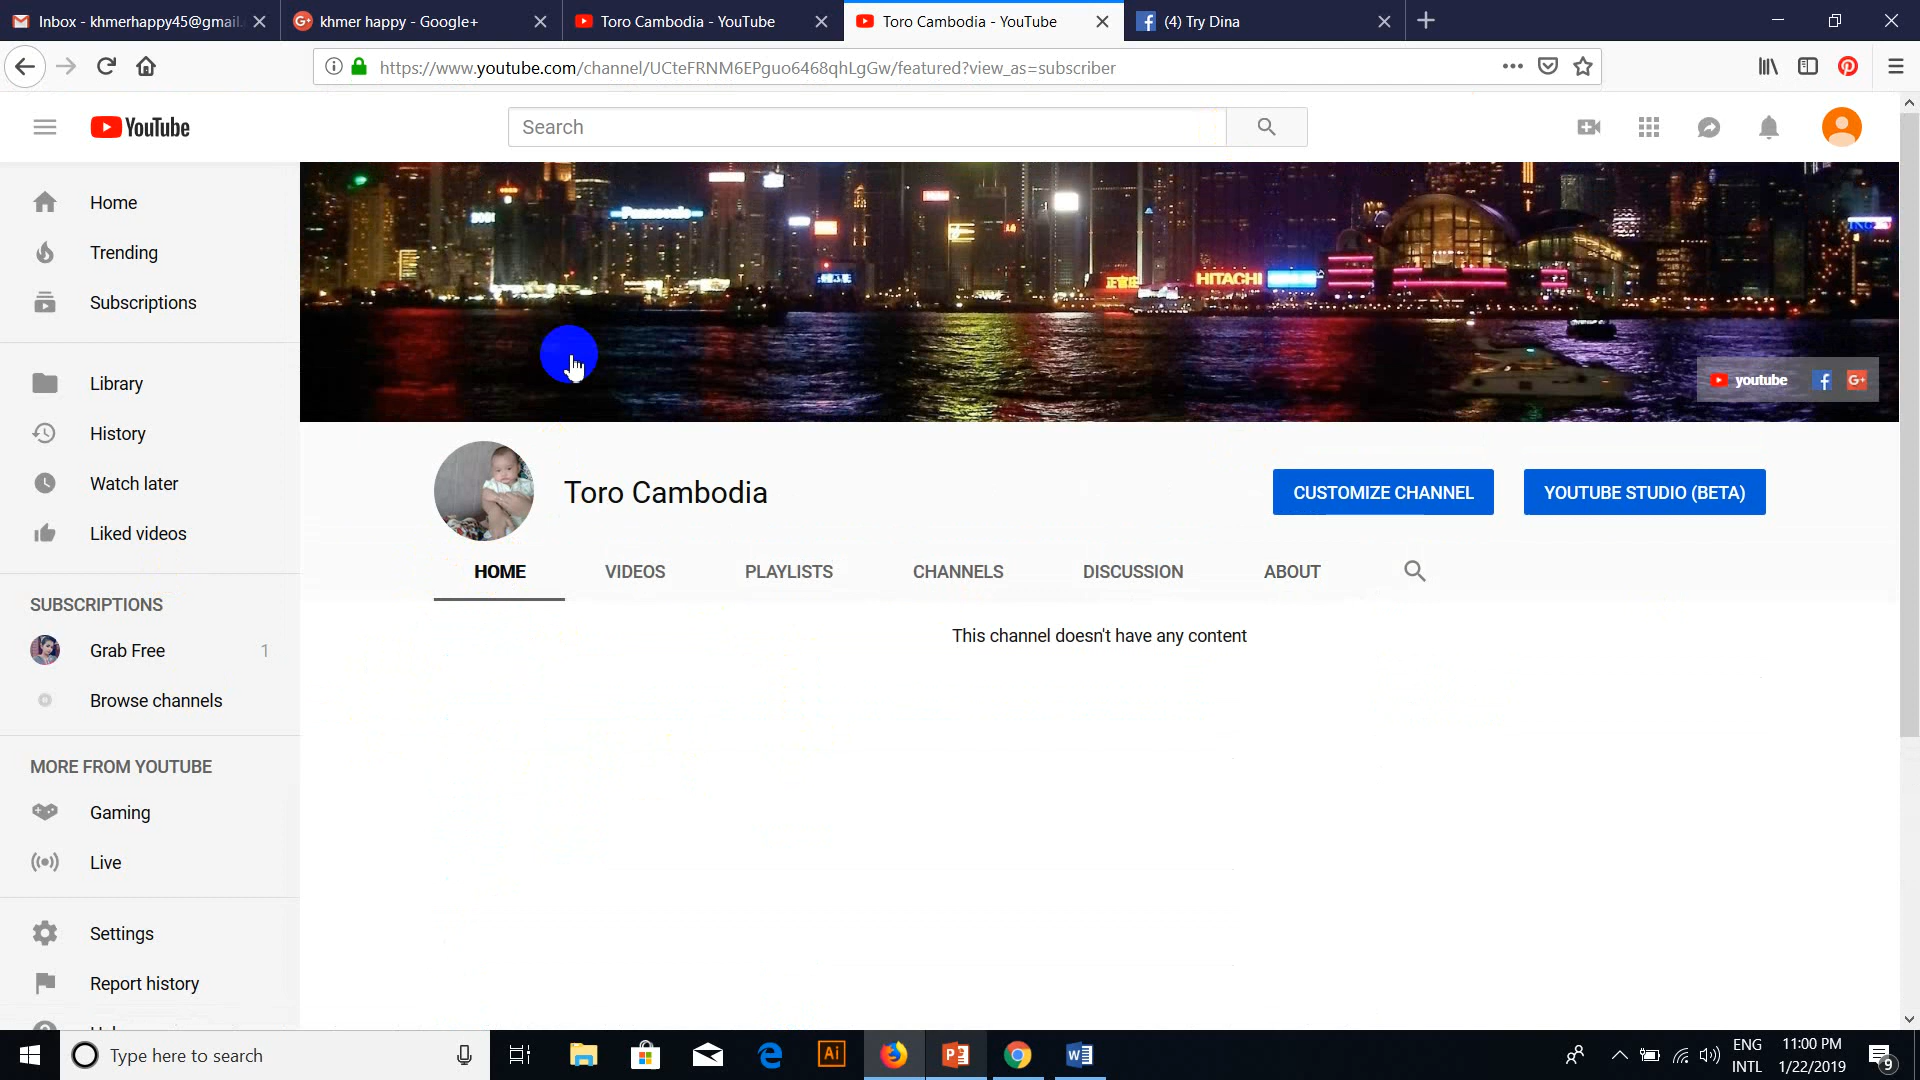 Inbox - khmerhappy45@gmail.
khmer happy - Google+
Toro Cambodia - YouTube
Toro Cambodia - YouTube
(4) Try Dina
https://www.youtube.com/channel/UCteFRNM6EPguo6468qhLgGw/featured?view_as=subscriber
YouTube
Search
Home
Trending
Subscriptions
Library
History
Watch later
Liked videos
SUBSCRIPTIONS
Grab Free 1
Browse channels
MORE FROM YOUTUBE
Gaming
Live
Settings
Report history
Panasonic
HITACHI
ING
youtube
Toro Cambodia
CUSTOMIZE CHANNEL
YOUTUBE STUDIO (BETA)
HOME VIDEOS PLAYLISTS CHANNELS DISCUSSION ABOUT
This channel doesn't have any content
Type here to search
Ai
ENG
INTL
11:00 PM
1/22/2019
9